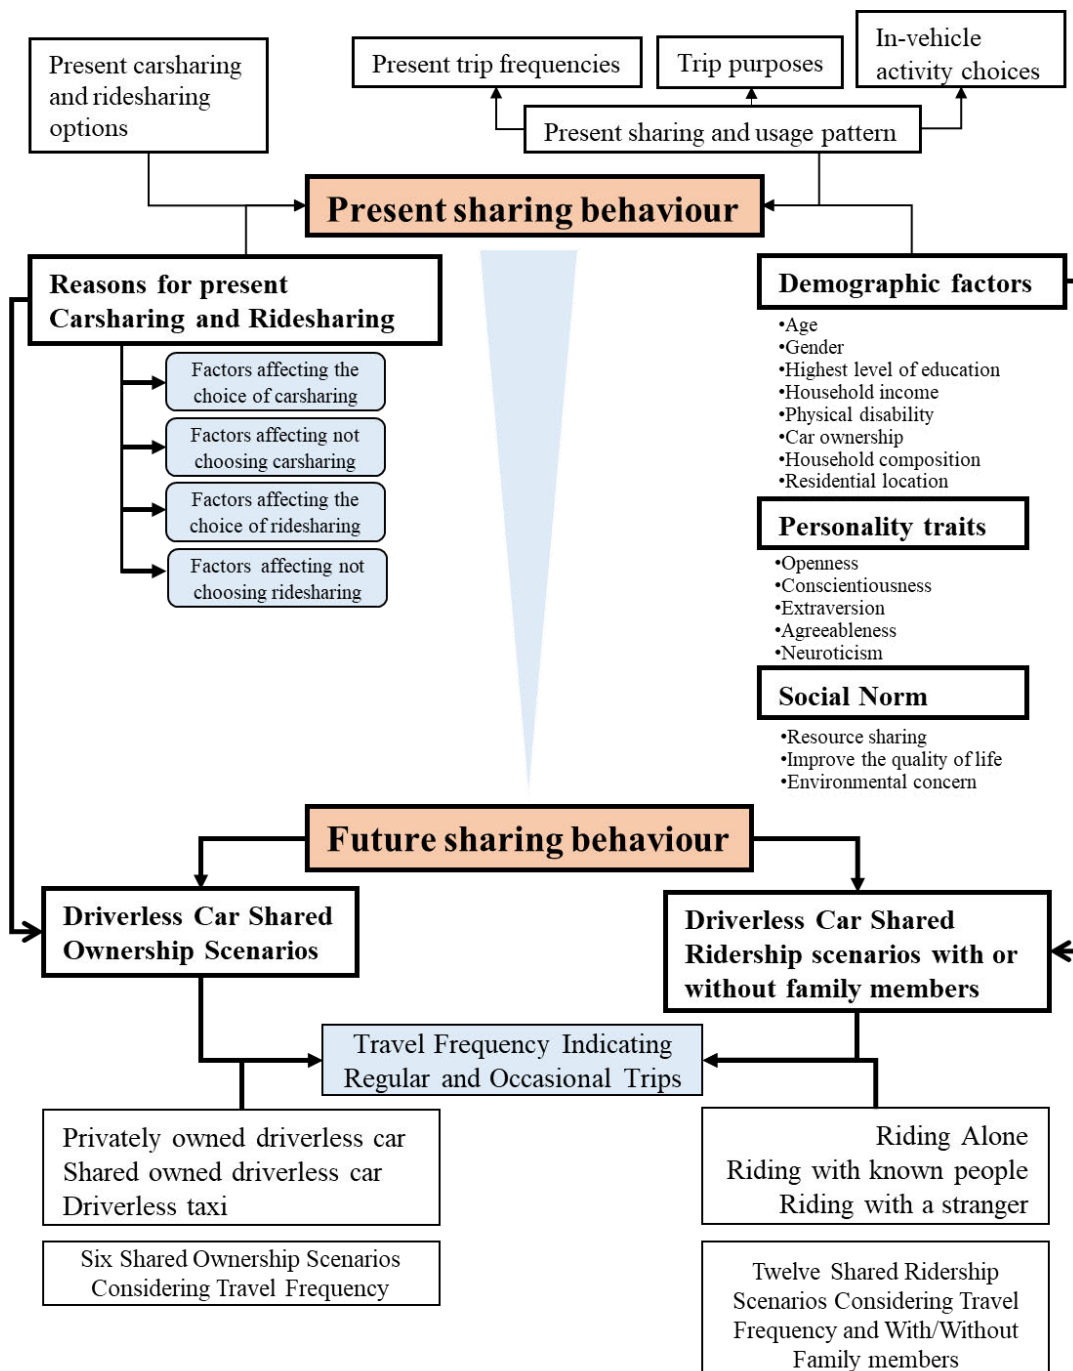 Present carsharing
and ridesharing
options
Present trip frequencies
Trip purposes
In-vehicle
activity choices
Present sharing and usage pattern
Present sharing behaviour
Reasons for present
Carsharing and Ridesharing
Factors affecting the
choice of carsharing
Factors affecting not
choosing carsharing
Factors affecting the
choice of ridesharing
Factors affecting not
choosing ridesharing
Demographic factors
•Age
•Gender
•Highest level of education
•Household income
•Physical disability
•Car ownership
•Household composition
•Residential location
Personality traits
•Openness
•Conscientiousness
•Extraversion
•Agreeableness
•Neuroticism
Social Norm
•Resource sharing
•Improve the quality of life
•Environmental concern
Future sharing behaviour
Driverless Car Shared
Ownership Scenarios
Driverless Car Shared
Ridership scenarios with or
without family members
Travel Frequency Indicating
Regular and Occasional Trips
Privately owned driverless car
Shared owned driverless car
Driverless taxi
Riding Alone
Riding with known people
Riding with a stranger
Six Shared Ownership Scenarios
Considering Travel Frequency
Twelve Shared Ridership
Scenarios Considering Travel
Frequency and With/Without
Family members